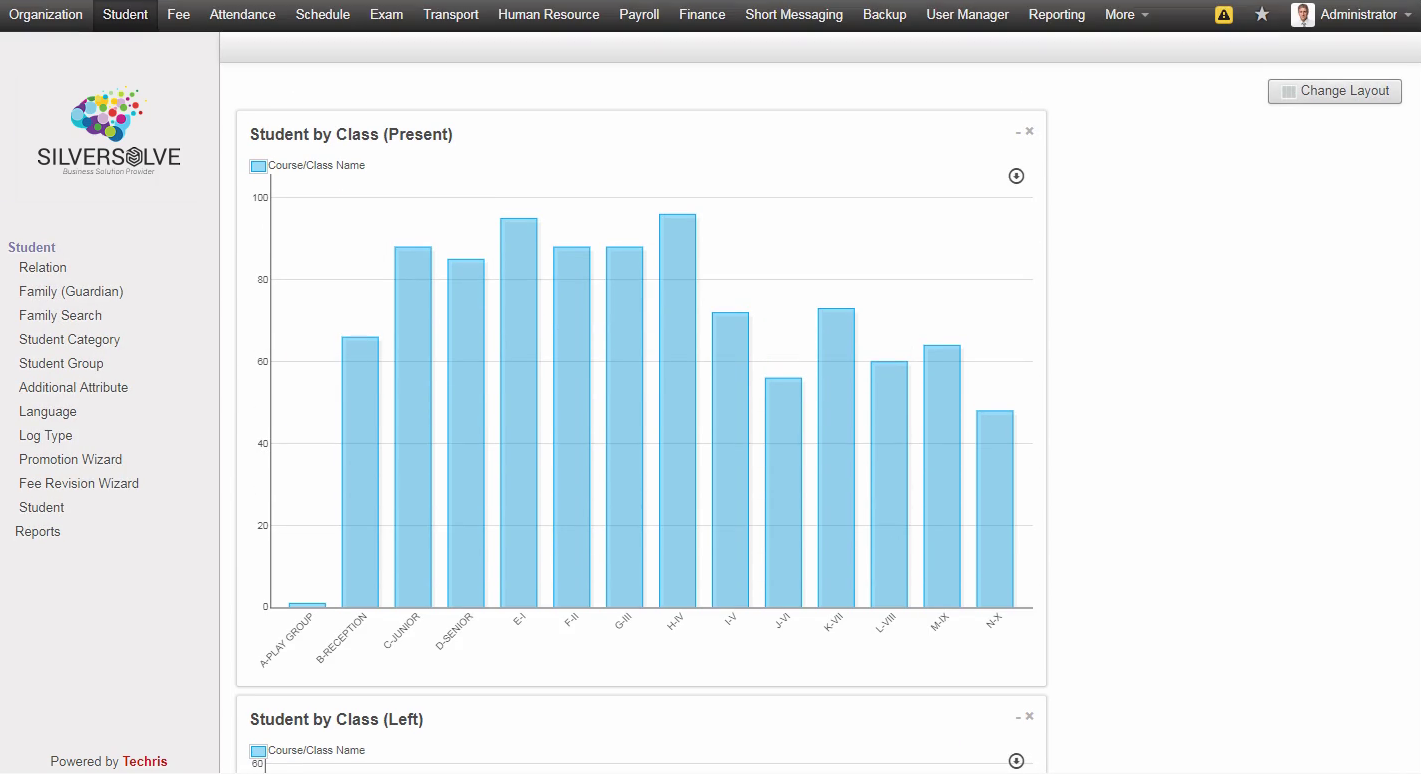 Organization Student Fee Attendance Schedule Exam Transport Human Resource Payroll Finance Short Messaging Backup User Manager Reporting More Administrator
Change Layout
SILVERSOLVE
Business Solution Provider
Student
Relation
Family (Guardian)
Family Search
Student Category
Student Group
Additional Attribute
Language
Log Type
Promotion Wizard
Fee Revision Wizard
Student
Reports
Powered by Techris
Student by Class (Present)
Course/Class Name
100
80
60
40
20
0
A-PLAY GROUP B-RECEPTION C-JUNIOR D-SENIOR E-I F-II G-III H-IV I-V J-VI K-VII L-VIII M-IX N-X
Student by Class (Left)
Course/Class Name
60